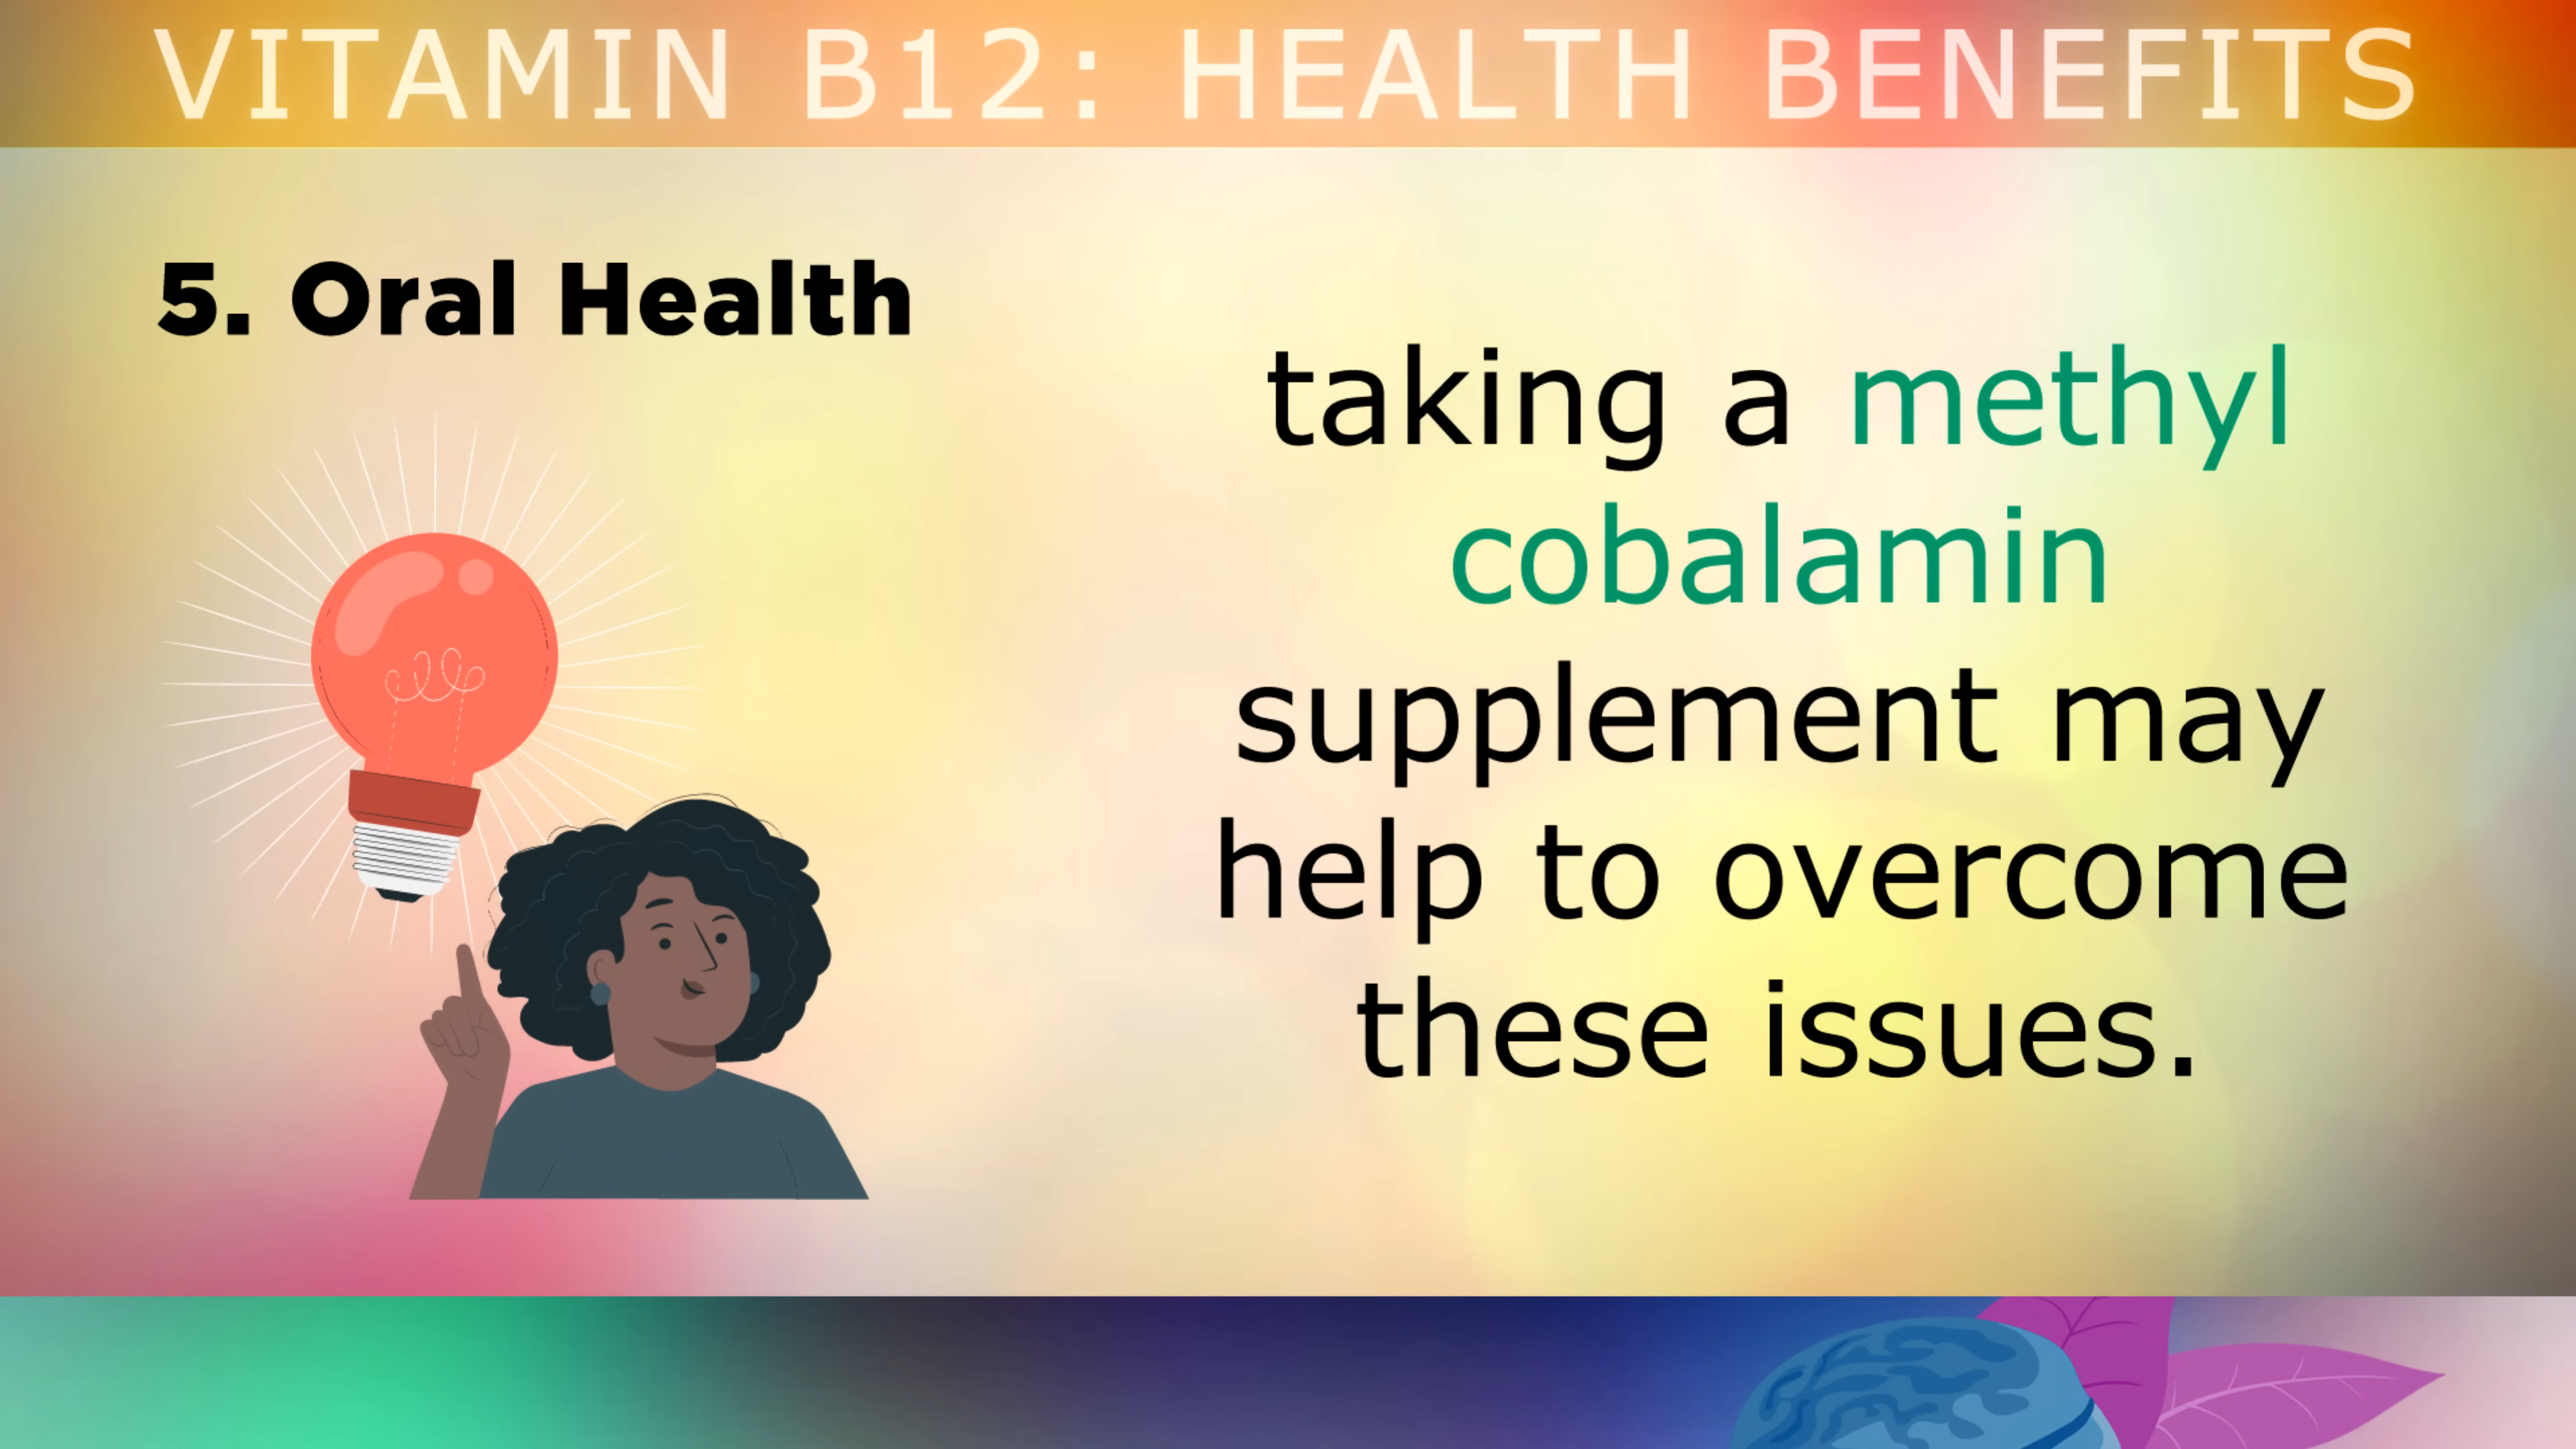 VITAMIN B12: HEALTH BENEFITS
5. Oral Health
taking a methyl
cobalamin
supplement may
help to overcome
these issues.